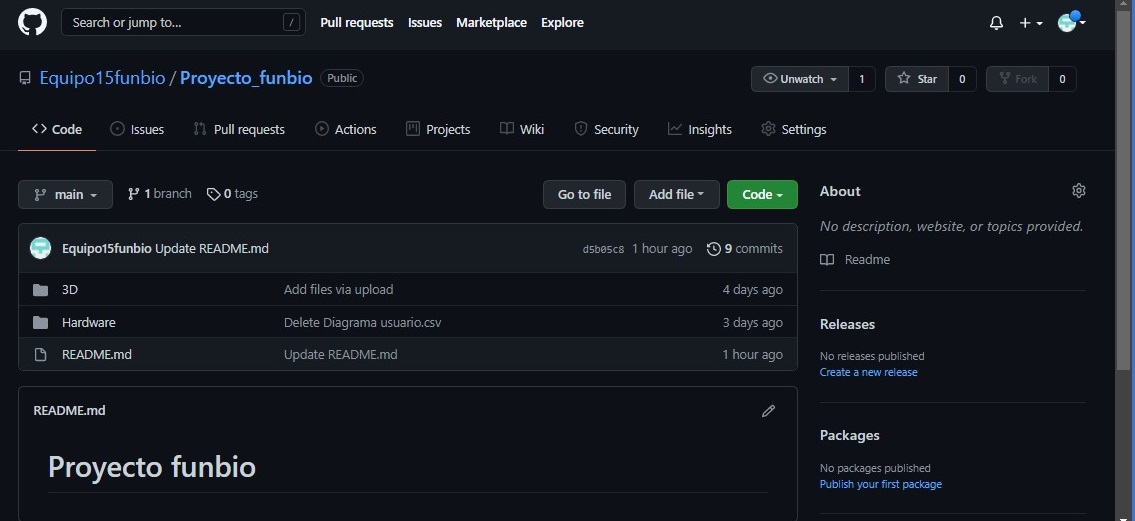 Search or jump to... /
Pull requests Issues Marketplace Explore
Equipo15funbio / Proyecto_funbio Public
Unwatch 1 Star 0 Fork 0
Code Issues Pull requests Actions Projects Wiki Security Insights Settings
main 1 branch 0 tags
Go to file Add file Code
Equipo15funbio Update README.md d5b05c8 1 hour ago 9 commits
3D Add files via upload 4 days ago
Hardware Delete Diagrama usuario.csv 3 days ago
README.md Update README.md 1 hour ago
README.md
Proyecto funbio
About
No description, website, or topics provided.
Readme
Releases
No releases published
Create a new release
Packages
No packages published
Publish your first package